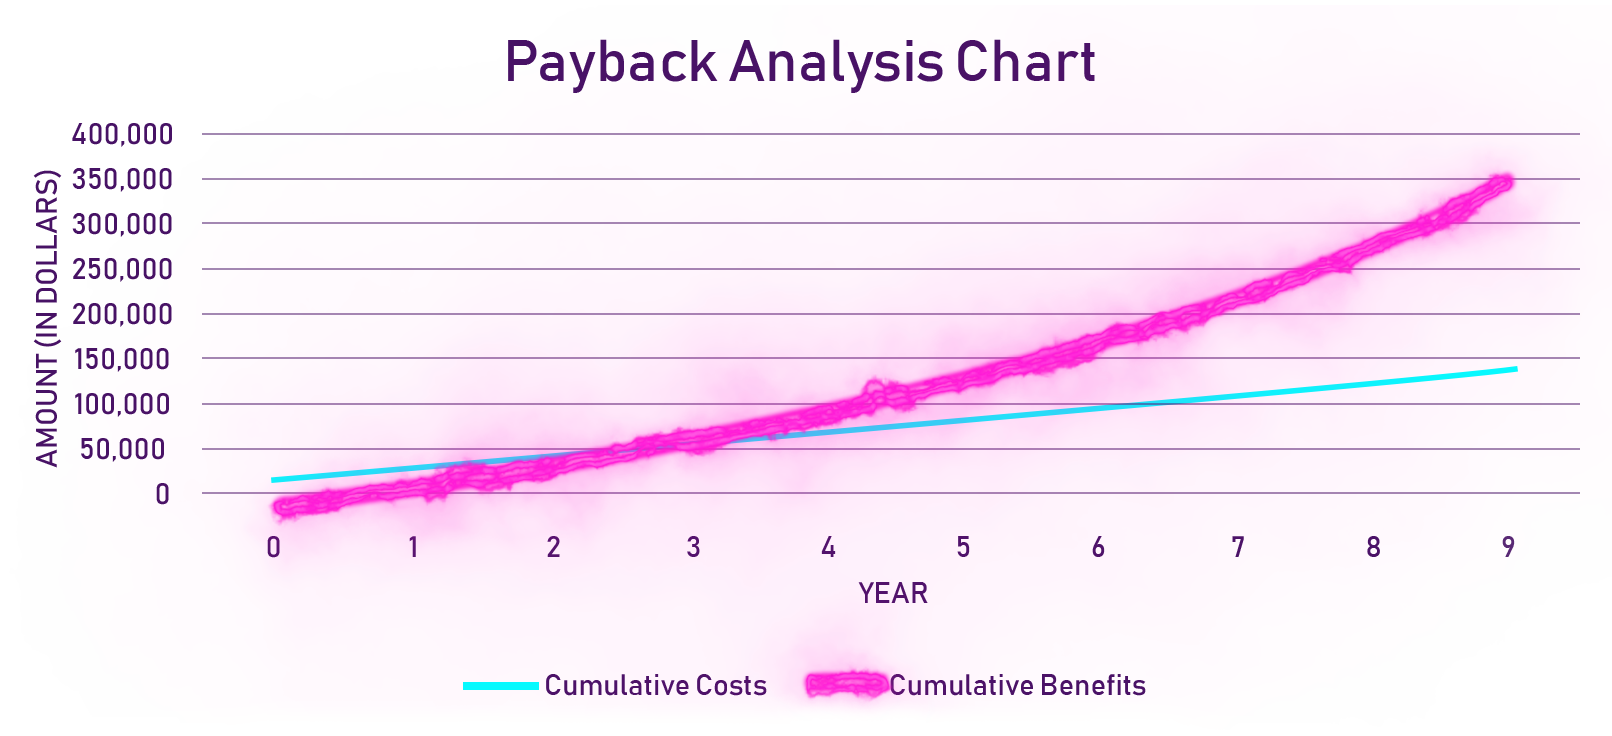 Payback Analysis Chart
AMOUNT (IN DOLLARS)
400,000
350,000
300,000
250,000
200,000
150,000
100,000
50,000
0
0 1 2 3 4 5 6 7 8 9
YEAR
Cumulative Costs Cumulative Benefits